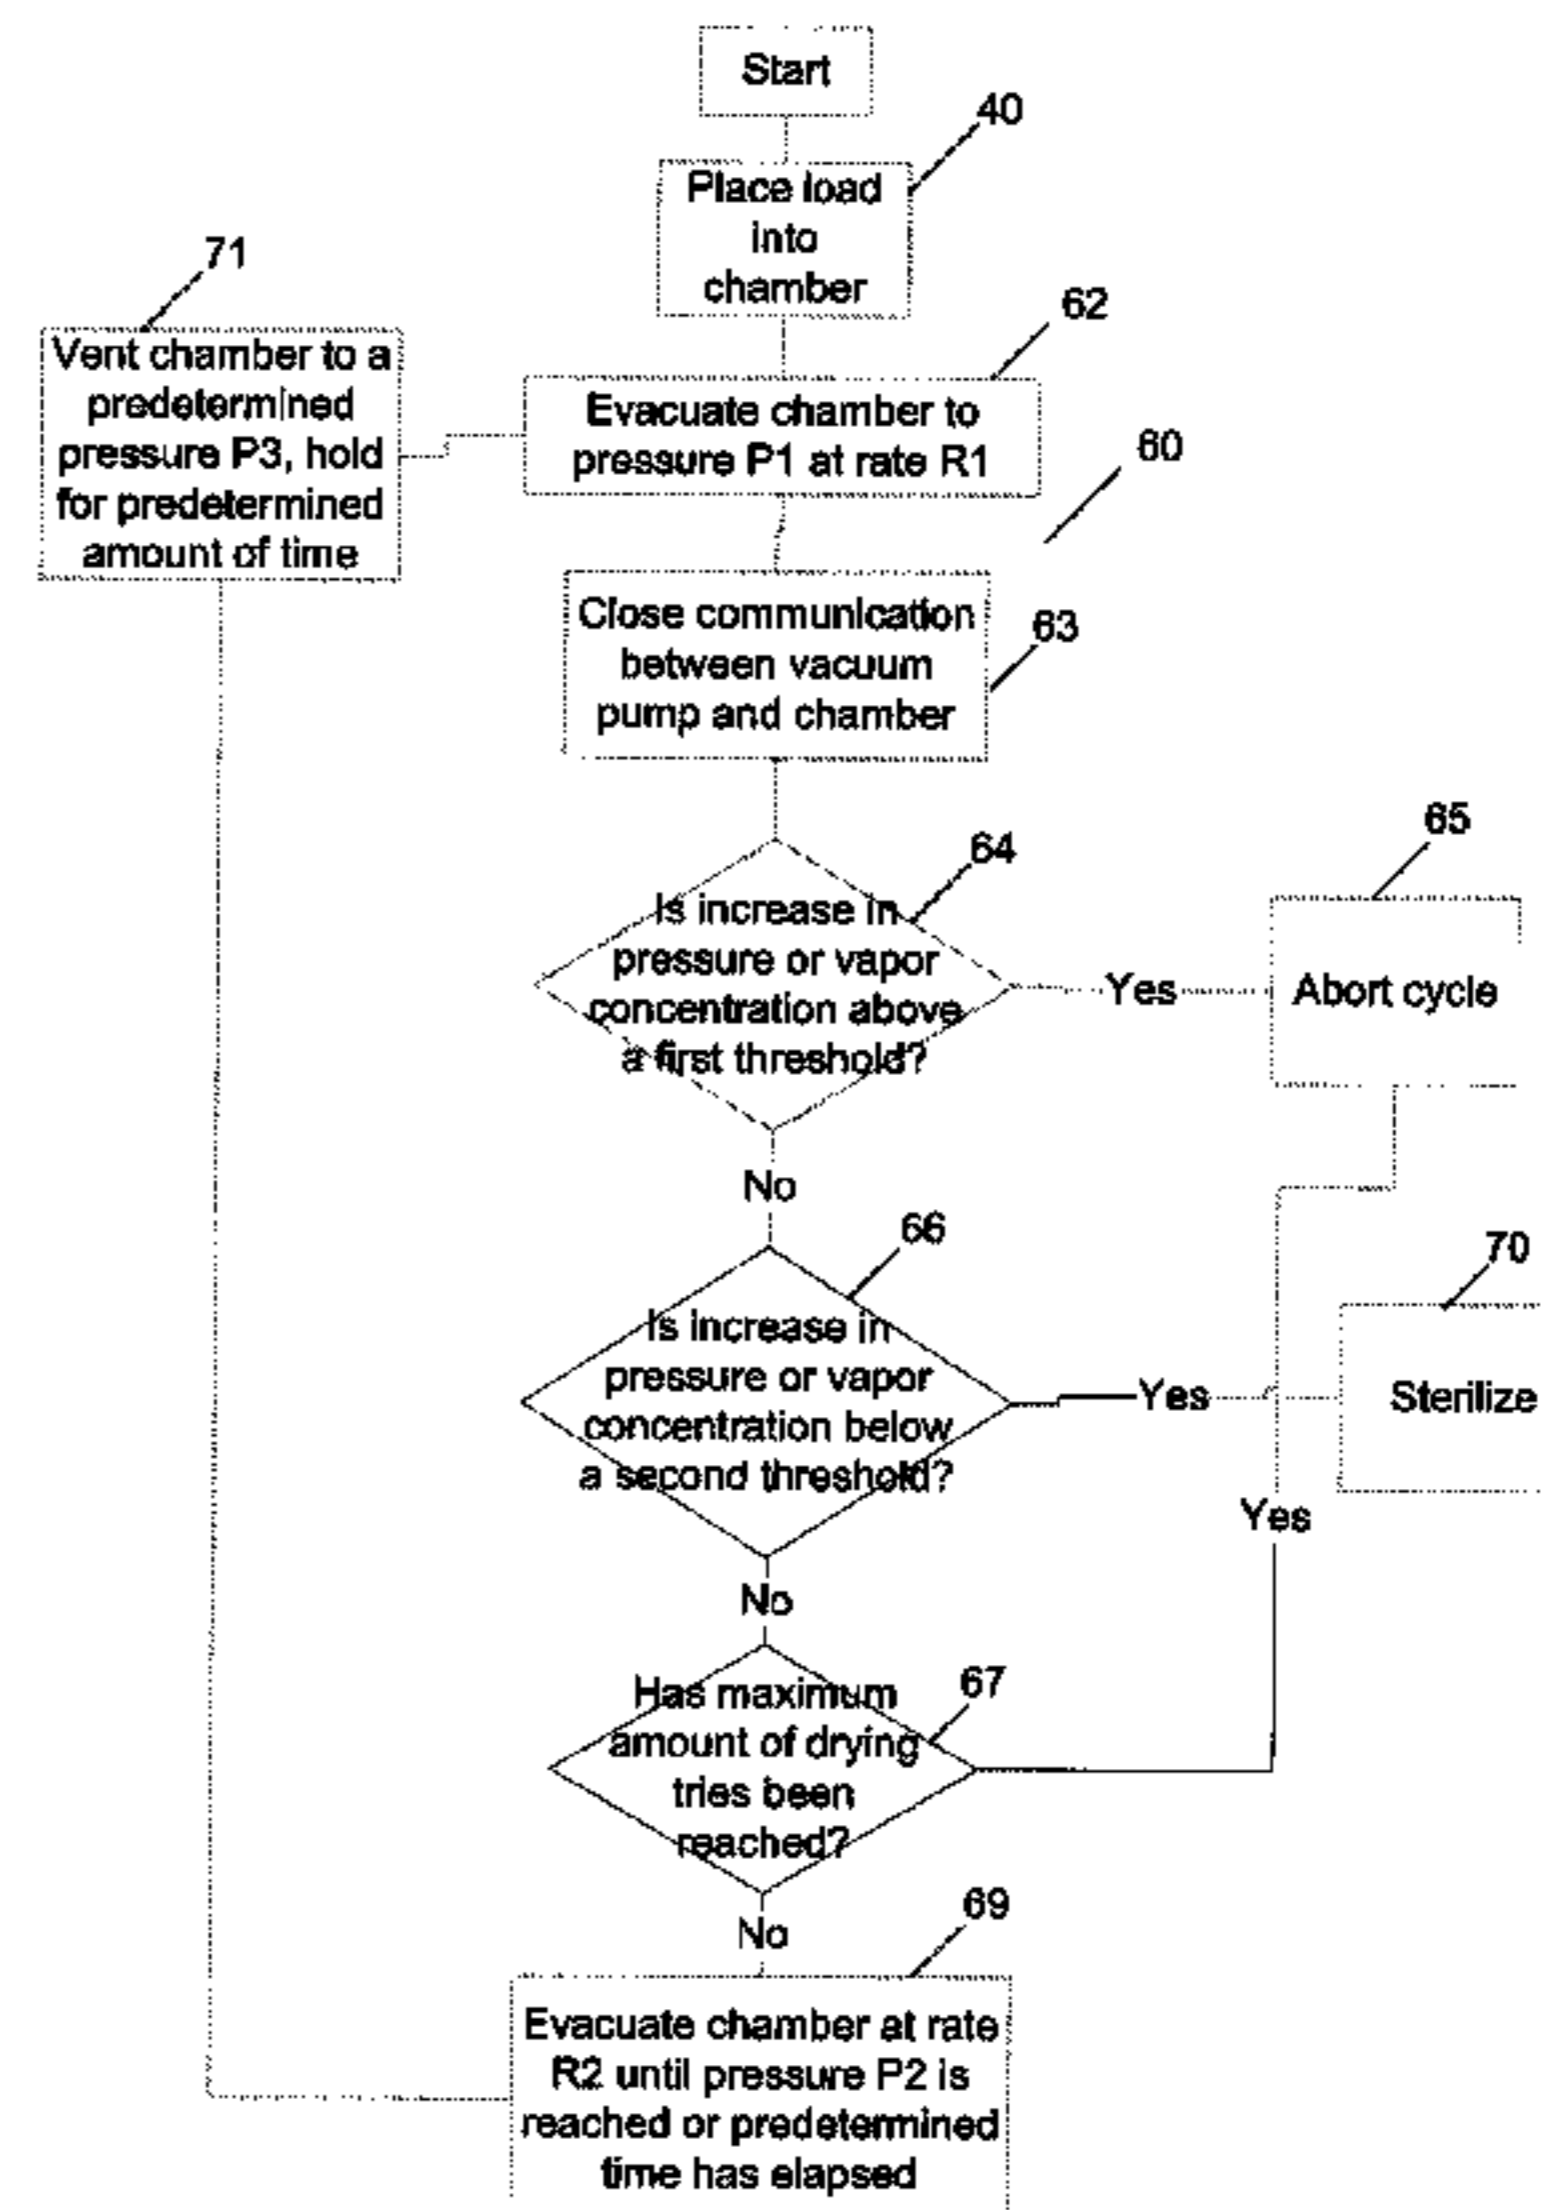 Start
40
Place load
into
chamber
71
Vent chamber to a
predetermined
pressure P3, hold
for predetermined
amount of time
62
Evacuate chamber to
pressure P1 at rate R1
60
Close communication
between vacuum
pump and chamber
63
64
Is increase in
pressure or vapor
concentration above
a first threshold?
Yes
65
Abort cycle
No
66
Is increase in
pressure or vapor
concentration below
a second threshold?
Yes
70
Sterilize
Yes
No
67
Has maximum
amount of drying
tries been
reached?
No
69
Evacuate chamber at rate
R2 until pressure P2 is
reached or predetermined
time has elapsed